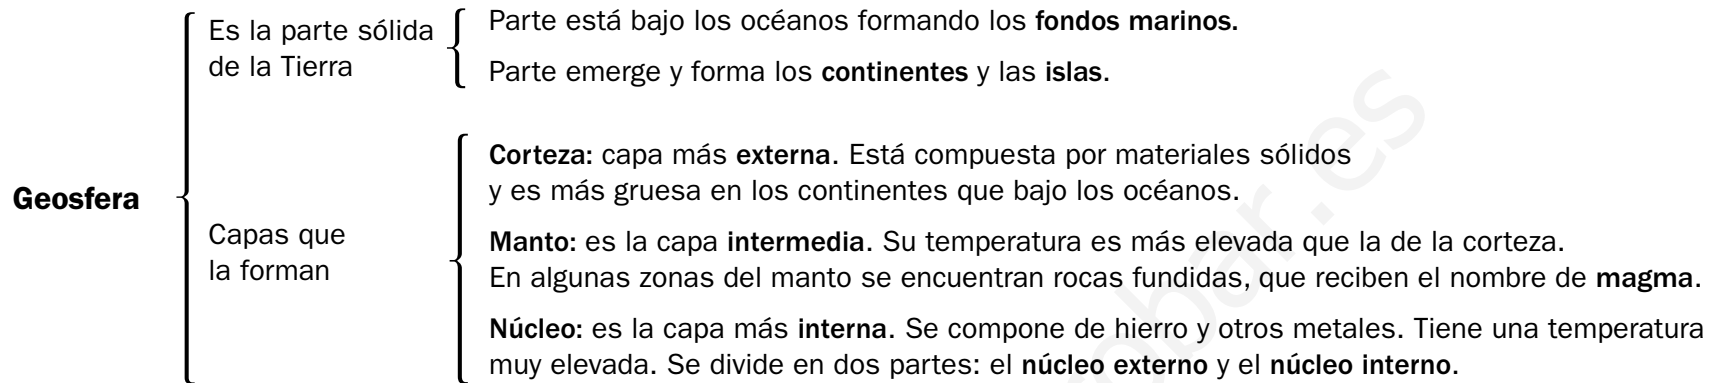 Geosfera
Es la parte sólida
de la Tierra
Parte está bajo los océanos formando los fondos marinos.
Parte emerge y forma los continentes y las islas.
Capas que
la forman
Corteza: capa más externa. Está compuesta por materiales sólidos
y es más gruesa en los continentes que bajo los océanos.
Manto: es la capa intermedia. Su temperatura es más elevada que la de la corteza.
En algunas zonas del manto se encuentran rocas fundidas, que reciben el nombre de magma.
Núcleo: es la capa más interna. Se compone de hierro y otros metales. Tiene una temperatura
muy elevada. Se divide en dos partes: el núcleo externo y el núcleo interno.